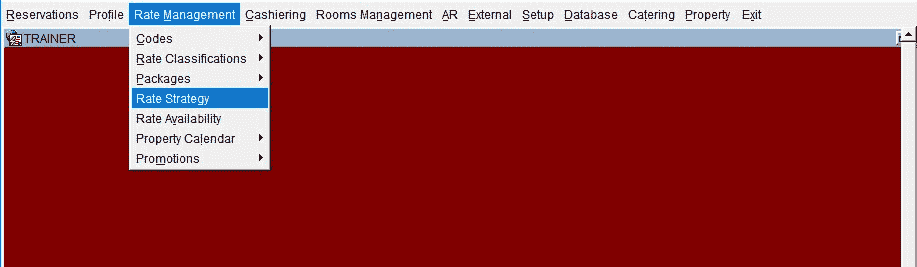 Reservations Profile Rate Management Cashiering Rooms Management AR External Setup Database Catering Property Exit
TRAINER
Codes
Rate Classifications
Packages
Rate Strategy
Rate Availability
Property Calendar
Promotions